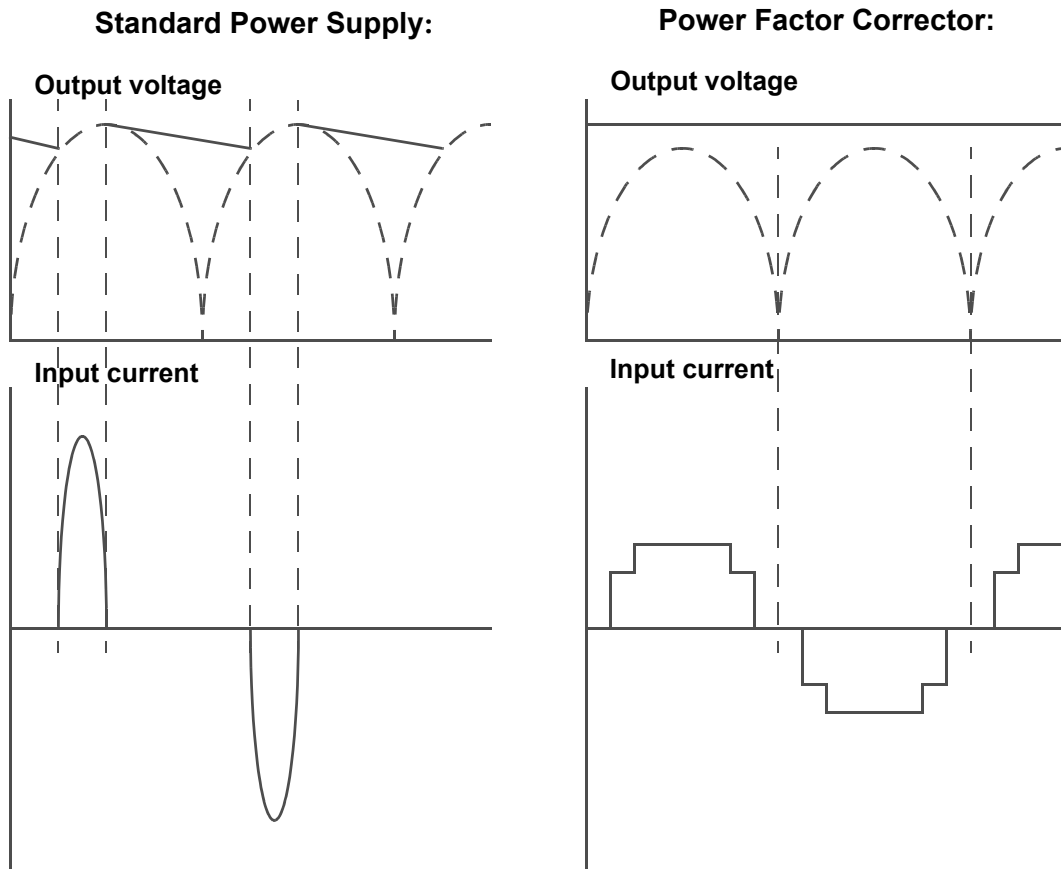 Standard Power Supply:
Power Factor Corrector:
Output voltage
Output voltage
Input current
Input current